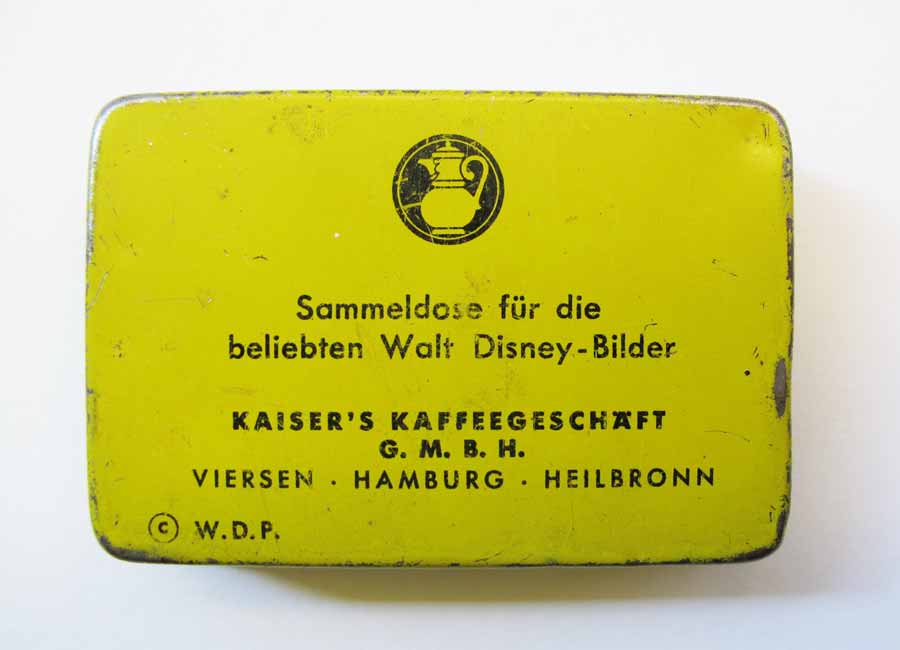 Sammeldose für die
beliebten Walt Disney-Bilder
KAISER'S KAFFEEGESCHÄFT
G. M. B. H.
VIERSEN · HAMBURG · HEILBRONN
© W.D.P.